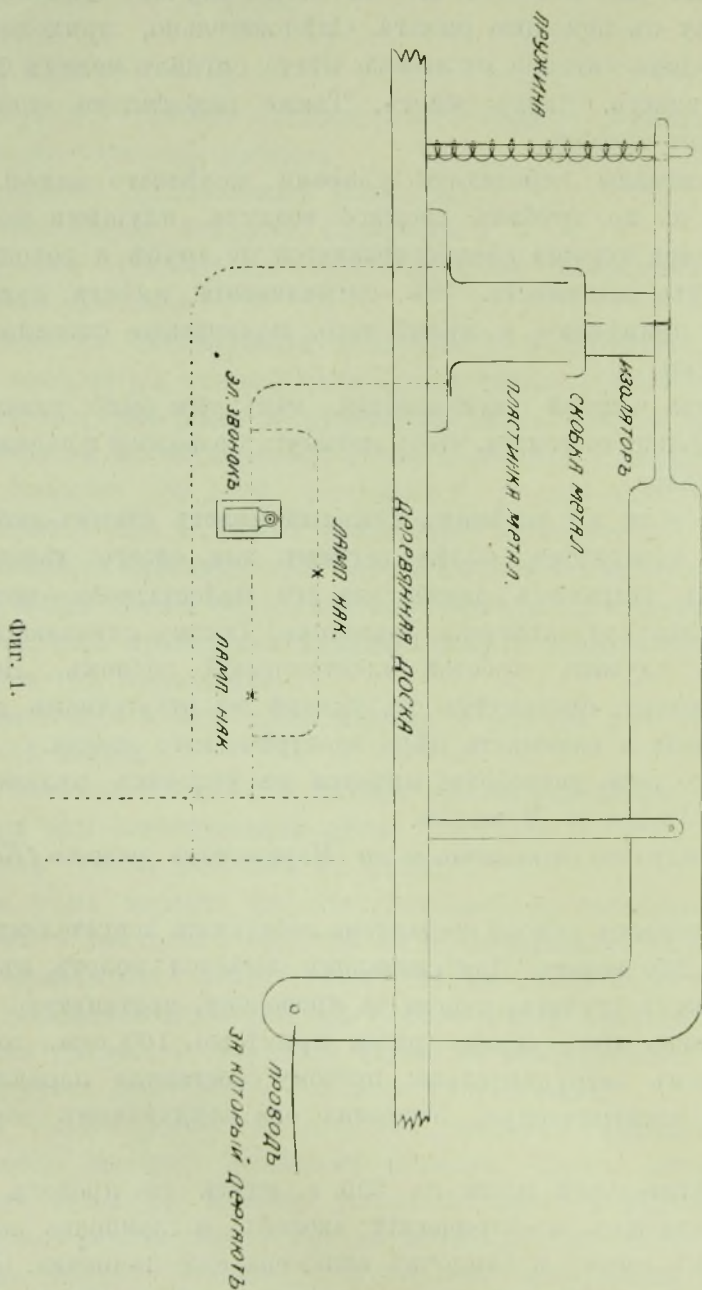 ПРУЖИНА
ИЗОЛЯТОРЪ
СКОБКА МЕТАЛ
ПЛАСТИНКА МЕТАЛ.
ДЕРЕВЯННАЯ ДОСКА
ЛАМП. НАК
ЭЛ. ЗВОНОКЪ
ЛАМП НАК
ПРОВОДЪ
ЗА КОТОРЫЙ ДЕРГАЮТЪ
Фиг. 1.